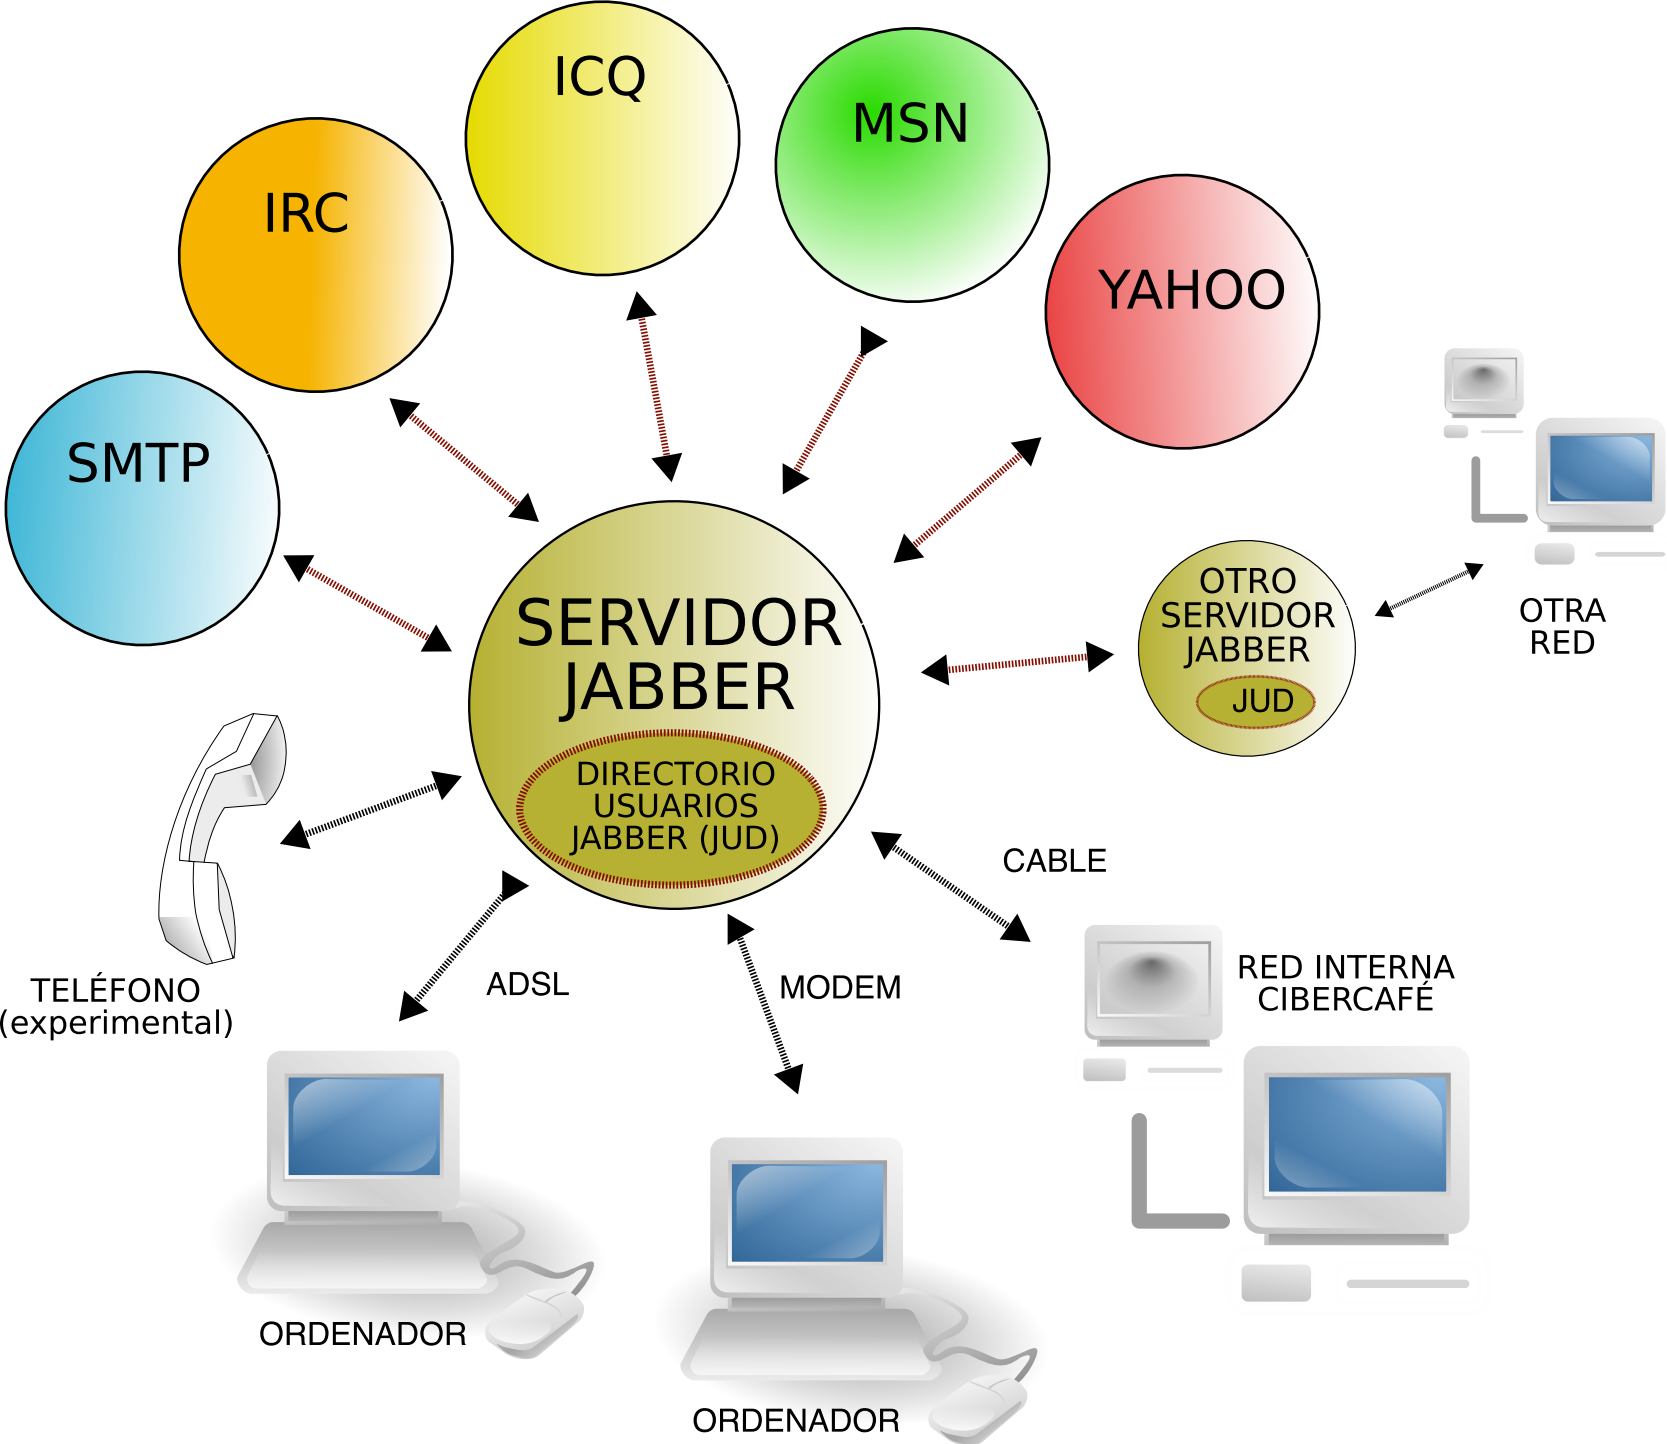 ICQ
MSN
IRC
YAHOO
SMTP
SERVIDOR
JABBER
DIRECTORIO
USUARIOS
JABBER (JUD)
OTRO
SERVIDOR
JABBER
JUD
OTRA
RED
CABLE
RED INTERNA
CIBERCAFÉ
TELÉFONO
(experimental)
ADSL
MODEM
ORDENADOR
ORDENADOR